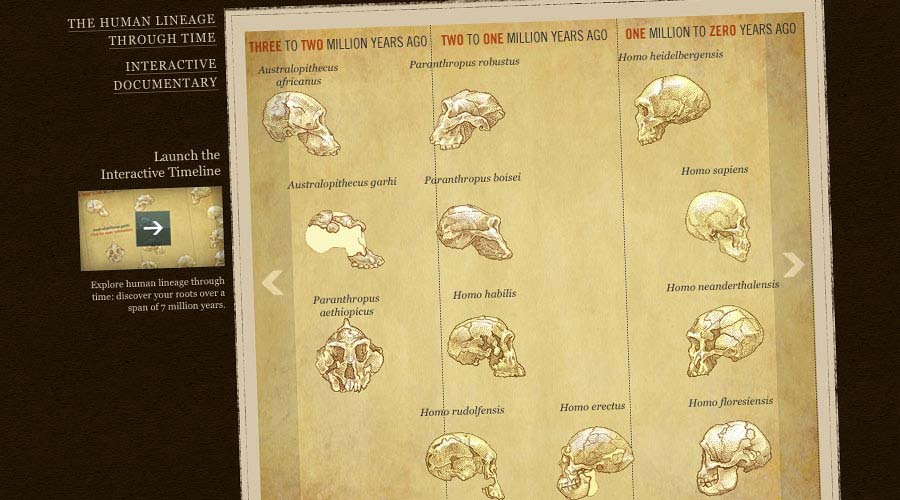 THE HUMAN LINEAGE
THROUGH TIME
INTERACTIVE
DOCUMENTARY
Launch the
Interactive Timeline
Explore human lineage through
time: discover your roots over a
span of 7 million years.
THREE TO TWO MILLION YEARS AGO
TWO TO ONE MILLION YEARS AGO
ONE MILLION TO ZERO YEARS AGO
Australopithecus
africanus
Paranthropus robustus
Homo heidelbergensis
Australopithecus garhi
Paranthropus boisei
Homo sapiens
Paranthropus
aethiopicus
Homo habilis
Homo neanderthalensis
Homo rudolfensis
Homo erectus
Homo floresiensis